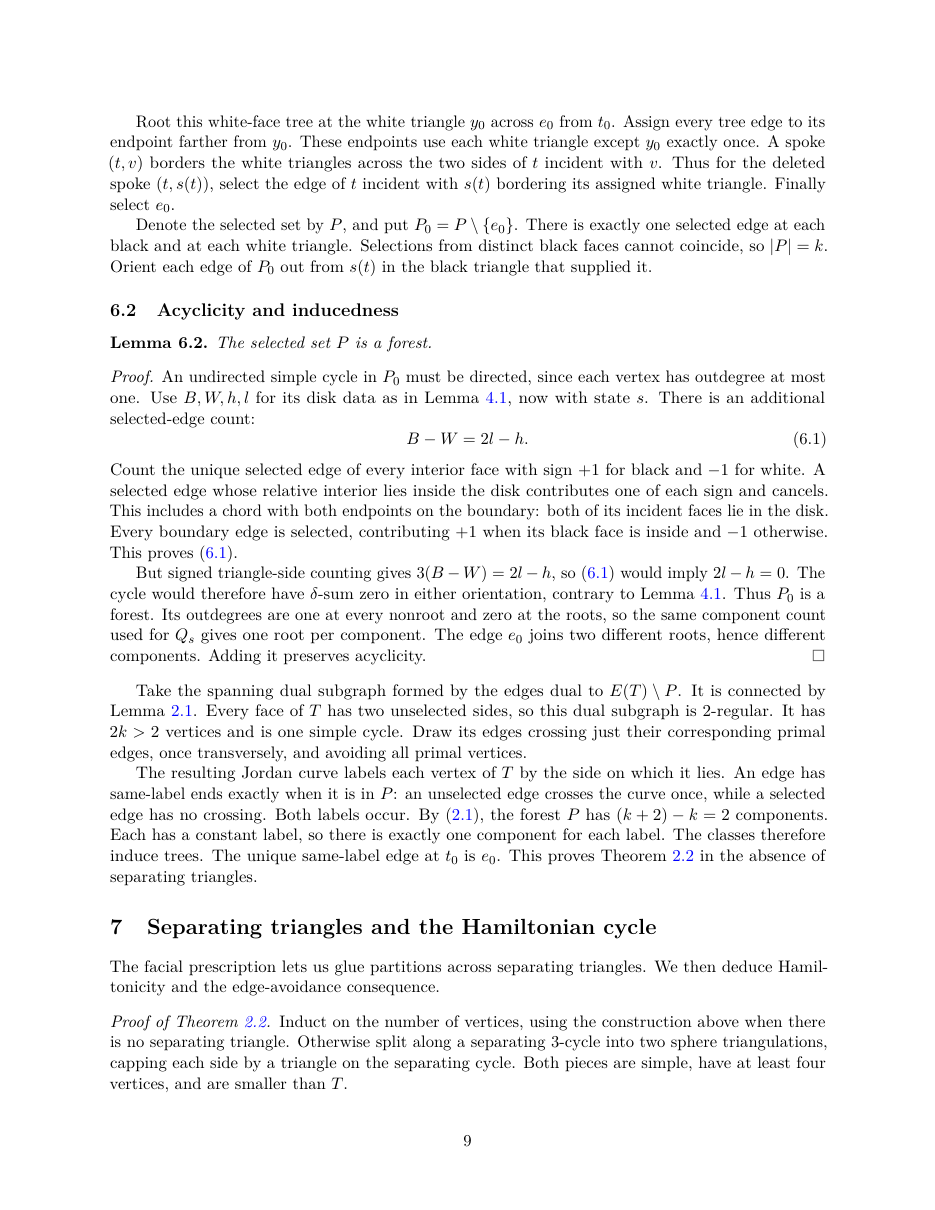 Root this white-face tree at the white triangle y₀ across e₀ from t₀. Assign every tree edge to its
endpoint farther from y₀. These endpoints use each white triangle except y₀ exactly once. A spoke
(t, v) borders the white triangles across the two sides of t incident with v. Thus for the deleted
spoke (t, s(t)), select the edge of t incident with s(t) bordering its assigned white triangle. Finally
select e₀.
Denote the selected set by P, and put P₀ = P \ {e₀}. There is exactly one selected edge at each
black and at each white triangle. Selections from distinct black faces cannot coincide, so |P| = k.
Orient each edge of P₀ out from s(t) in the black triangle that supplied it.
6.2 Acyclicity and inducedness
Lemma 6.2. The selected set P is a forest.
Proof. An undirected simple cycle in P₀ must be directed, since each vertex has outdegree at most
one. Use B, W, h, l for its disk data as in Lemma 4.1, now with state s. There is an additional
selected-edge count:
B − W = 2l − h. (6.1)
Count the unique selected edge of every interior face with sign +1 for black and −1 for white. A
selected edge whose relative interior lies inside the disk contributes one of each sign and cancels.
This includes a chord with both endpoints on the boundary: both of its incident faces lie in the disk.
Every boundary edge is selected, contributing +1 when its black face is inside and −1 otherwise.
This proves (6.1).
But signed triangle-side counting gives 3(B − W) = 2l − h, so (6.1) would imply 2l − h = 0. The
cycle would therefore have δ-sum zero in either orientation, contrary to Lemma 4.1. Thus P₀ is a
forest. Its outdegrees are one at every nonroot and zero at the roots, so the same component count
used for Qₛ gives one root per component. The edge e₀ joins two different roots, hence different
components. Adding it preserves acyclicity. □
Take the spanning dual subgraph formed by the edges dual to E(T) \ P. It is connected by
Lemma 2.1. Every face of T has two unselected sides, so this dual subgraph is 2-regular. It has
2k > 2 vertices and is one simple cycle. Draw its edges crossing just their corresponding primal
edges, once transversely, and avoiding all primal vertices.
The resulting Jordan curve labels each vertex of T by the side on which it lies. An edge has
same-label ends exactly when it is in P: an unselected edge crosses the curve once, while a selected
edge has no crossing. Both labels occur. By (2.1), the forest P has (k + 2) − k = 2 components.
Each has a constant label, so there is exactly one component for each label. The classes therefore
induce trees. The unique same-label edge at t₀ is e₀. This proves Theorem 2.2 in the absence of
separating triangles.
7 Separating triangles and the Hamiltonian cycle
The facial prescription lets us glue partitions across separating triangles. We then deduce Hamil-
tonicity and the edge-avoidance consequence.
Proof of Theorem 2.2. Induct on the number of vertices, using the construction above when there
is no separating triangle. Otherwise split along a separating 3-cycle into two sphere triangulations,
capping each side by a triangle on the separating cycle. Both pieces are simple, have at least four
vertices, and are smaller than T.
9